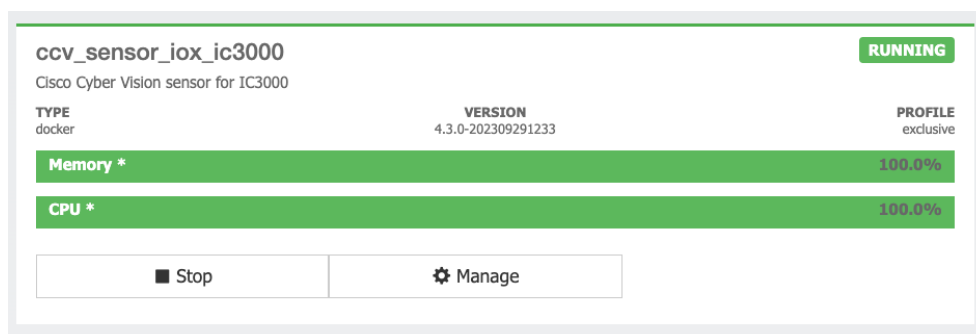 ccv_sensor_iox_ic3000
RUNNING
Cisco Cyber Vision sensor for IC3000
TYPE VERSION PROFILE
docker 4.3.0-202309291233 exclusive
Memory * 100.0%
CPU * 100.0%
Stop Manage